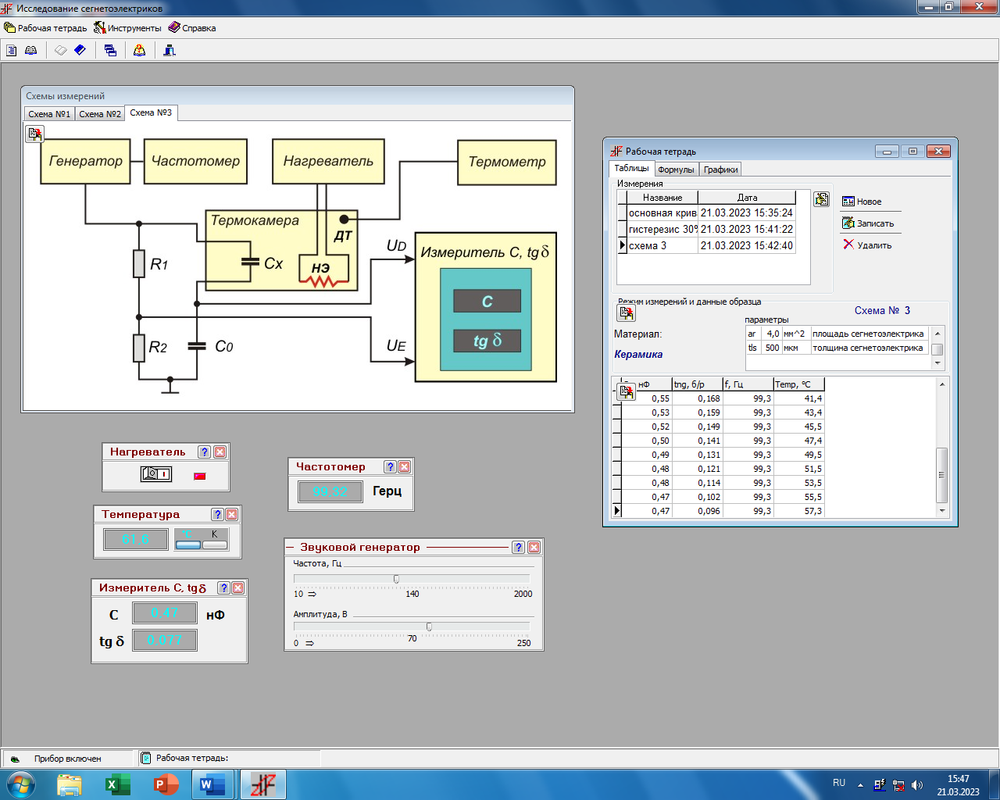 Исследование сегнетоэлектриков
Рабочая тетрадь Инструменты Справка
Схемы измерений
Схема №1 Схема №2 Схема №3
Генератор Частотомер Нагреватель Термометр
Термокамера
ДТ
R1 Cx НЭ
UD
Измеритель C, tg δ
C
tg δ
R2 C0 UE
Нагреватель
Температура
61,6 °C K
Измеритель C, tg δ
C 0,47 нФ
tg δ 0,077
Частотомер
99.82 Герц
Звуковой генератор
Частота, Гц
10 ⇒ 140 2000
Амплитуда, В
0 ⇒ 70 250
Рабочая тетрадь
Таблицы Формулы Графики
Измерения
Название Дата
основная крив 21.03.2023 15:35:24
гистерезис 30° 21.03.2023 15:41:22
схема 3 21.03.2023 15:42:40
Новое
Записать
Удалить
Режим измерений и данные образца
Схема № 3
Материал:
Керамика
параметры
ar 4,0 мм^2 площадь сегнетоэлектрика
tls 500 мкм толщина сегнетоэлектрика
нФ tng, б/р f, Гц Temp, °C
0,55 0,168 99,3 41,4
0,53 0,159 99,3 43,4
0,52 0,149 99,3 45,5
0,50 0,141 99,3 47,4
0,49 0,131 99,3 49,5
0,48 0,121 99,3 51,5
0,48 0,114 99,3 53,5
0,47 0,102 99,3 55,5
0,47 0,096 99,3 57,3
Прибор включен Рабочая тетрадь:
RU 15:47
21.03.2023